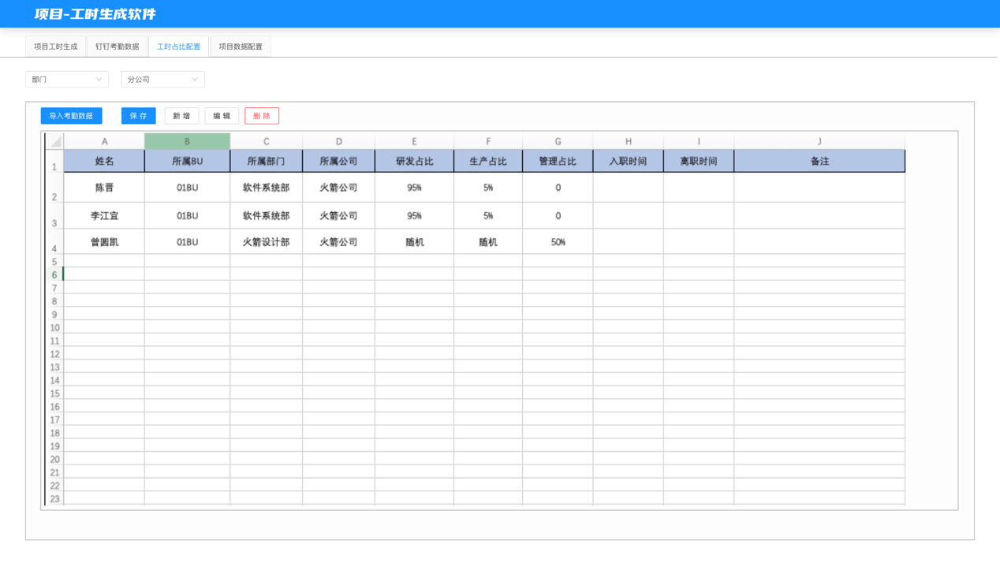 项目-工时生成软件
项目工时生成 钉钉考勤数据 工时占比配置 项目数据配置
部门 分公司
导入考勤数据 保 存 新 增 编 辑 删 除
A B C D E F G H I J
1 姓名 所属BU 所属部门 所属公司 研发占比 生产占比 管理占比 入职时间 离职时间 备注
2 陈晋 01BU 软件系统部 火箭公司 95% 5% 0
3 李江宜 01BU 软件系统部 火箭公司 95% 5% 0
4 曾圆凯 01BU 火箭设计部 火箭公司 随机 随机 50%
5
6
7
8
9
10
11
12
13
14
15
16
17
18
19
20
21
22
23